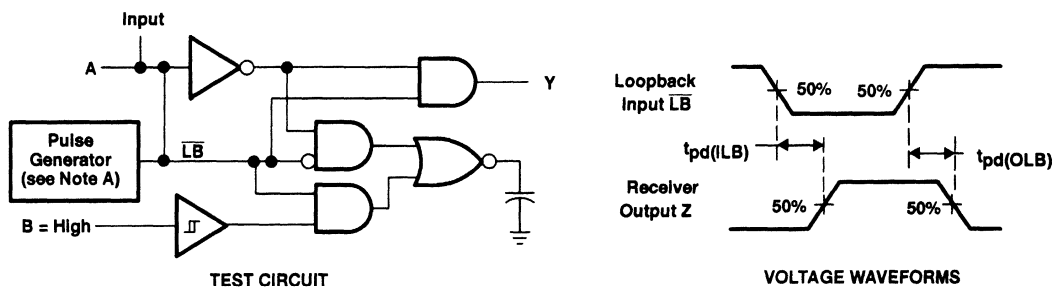 Input
A
Y
Pulse
Generator
(see Note A)
LB
B = High
TEST CIRCUIT
Loopback
Input LB
50%
50%
tpd(ILB)
tpd(OLB)
Receiver
Output Z
50%
50%
VOLTAGE WAVEFORMS